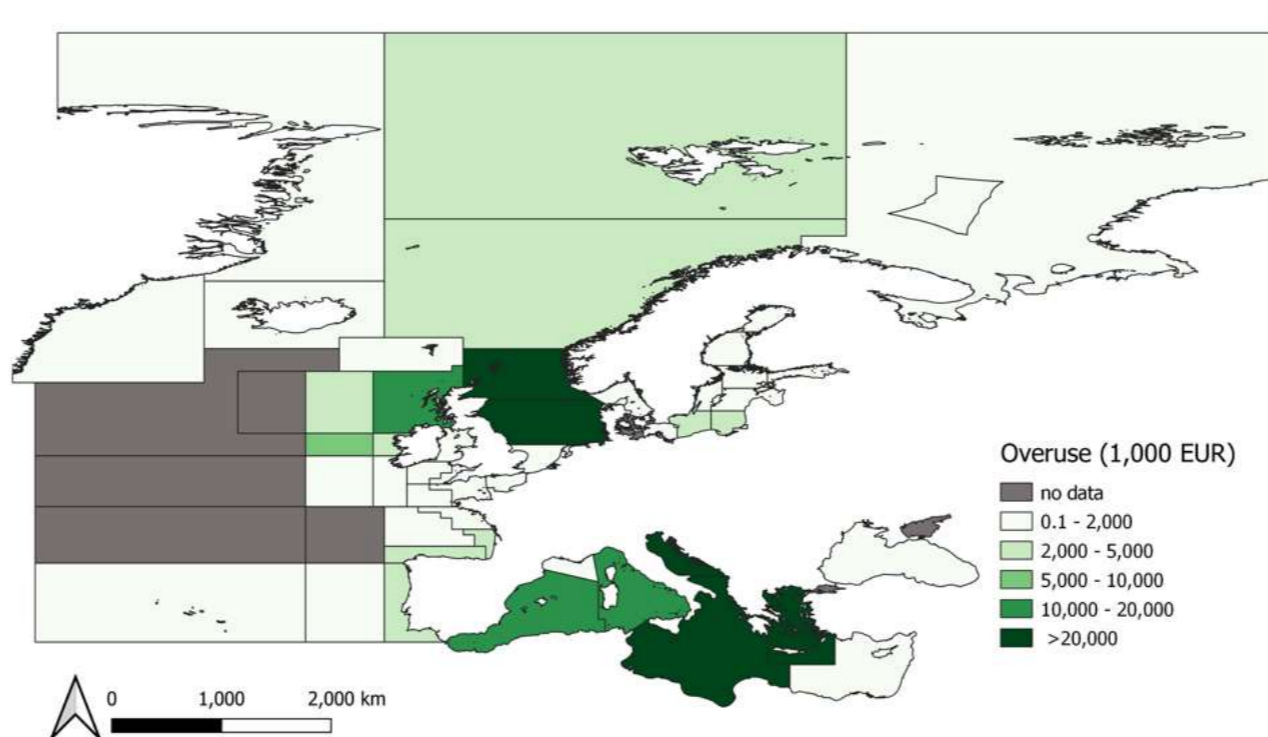 Overuse (1,000 EUR)
no data
0.1 - 2,000
2,000 - 5,000
5,000 - 10,000
10,000 - 20,000
>20,000
0 1,000 2,000 km